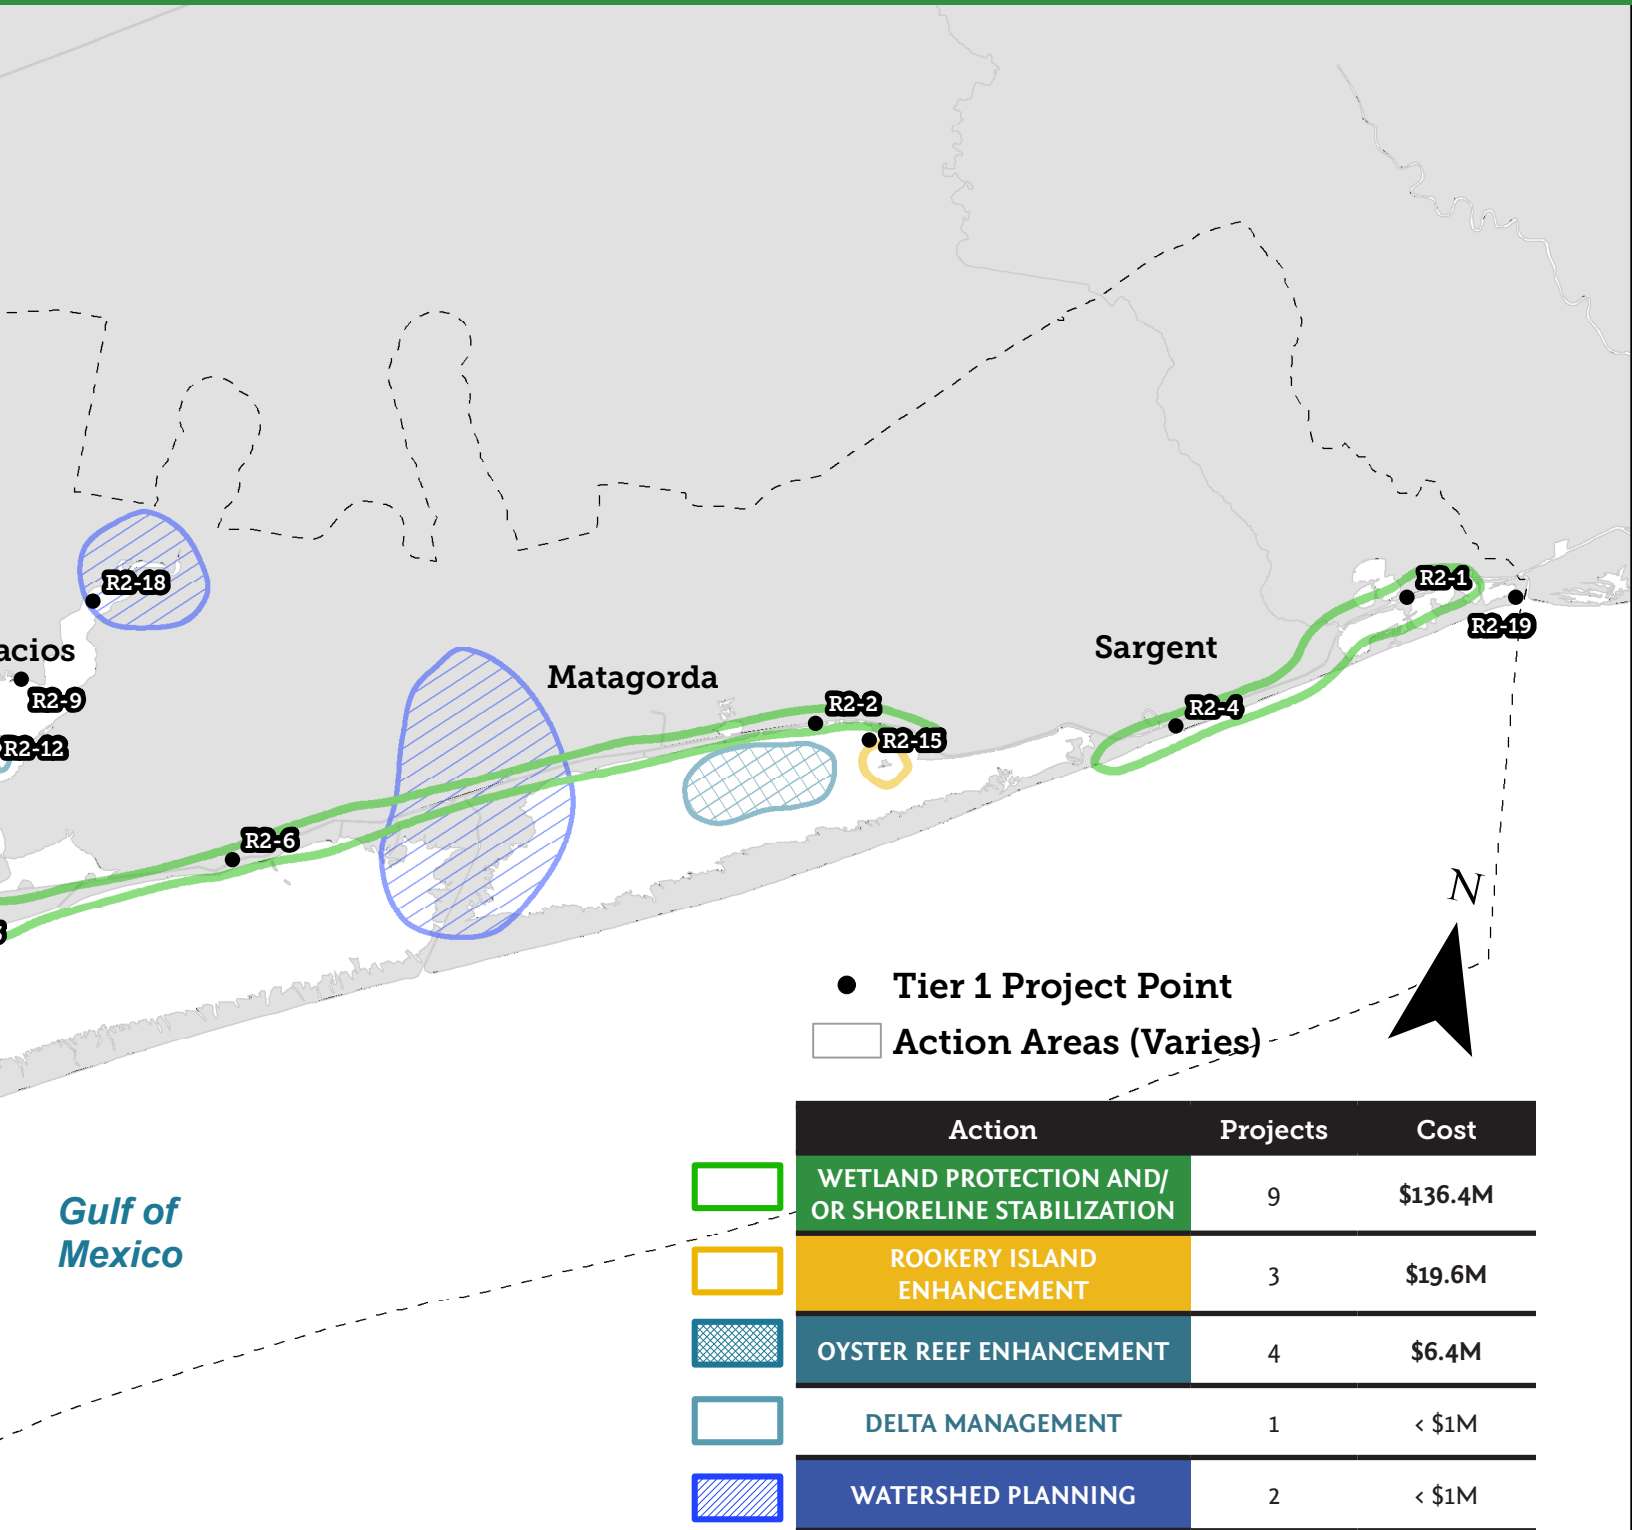 R2-1
R2-18
R2-19
Sargent
acios
Matagorda
R2-9
R2-2
R2-4
R2-12
R2-15
R2-6
N
Tier 1 Project Point
Action Areas (Varies)
Action Projects Cost
WETLAND PROTECTION AND/
OR SHORELINE STABILIZATION 9 $136.4M
Gulf of
Mexico
ROOKERY ISLAND
ENHANCEMENT 3 $19.6M
OYSTER REEF ENHANCEMENT 4 $6.4M
DELTA MANAGEMENT 1 < $1M
WATERSHED PLANNING 2 < $1M